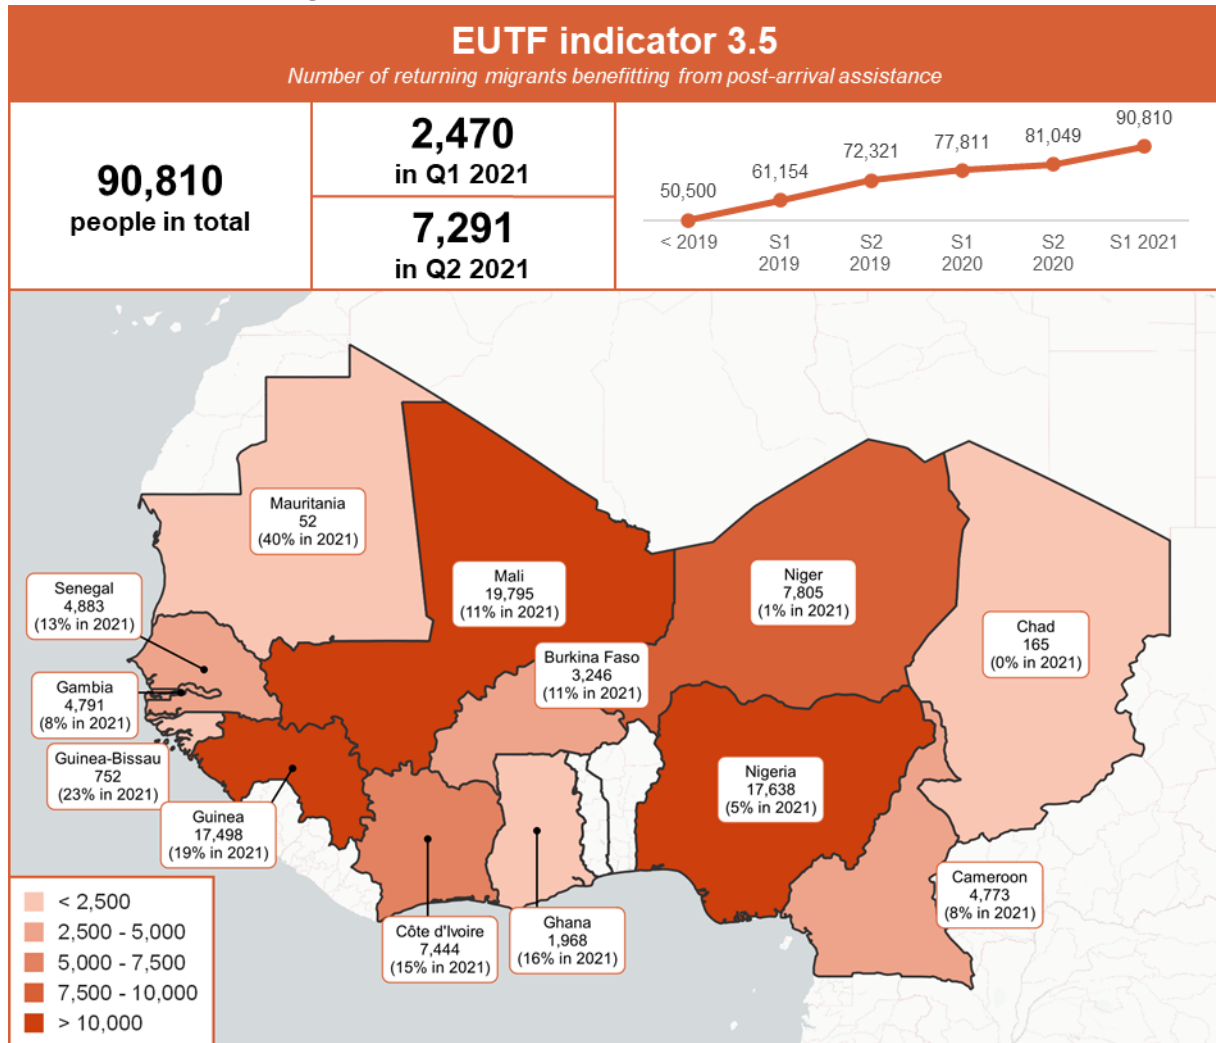 EUTF indicator 3.5
Number of returning migrants benefitting from post-arrival assistance
90,810
people in total
2,470
in Q1 2021
7,291
in Q2 2021
50,500
61,154
72,321
77,811
81,049
90,810
< 2019
S1
2019
S2
2019
S1
2020
S2
2020
S1 2021
Mauritania
52
(40% in 2021)
Senegal
4,883
(13% in 2021)
Mali
19,795
(11% in 2021)
Niger
7,805
(1% in 2021)
Chad
165
(0% in 2021)
Burkina Faso
3,246
(11% in 2021)
Gambia
4,791
(8% in 2021)
Guinea-Bissau
752
(23% in 2021)
Guinea
17,498
(19% in 2021)
Nigeria
17,638
(5% in 2021)
Cameroon
4,773
(8% in 2021)
Côte d'Ivoire
7,444
(15% in 2021)
Ghana
1,968
(16% in 2021)
< 2,500
2,500 - 5,000
5,000 - 7,500
7,500 - 10,000
> 10,000